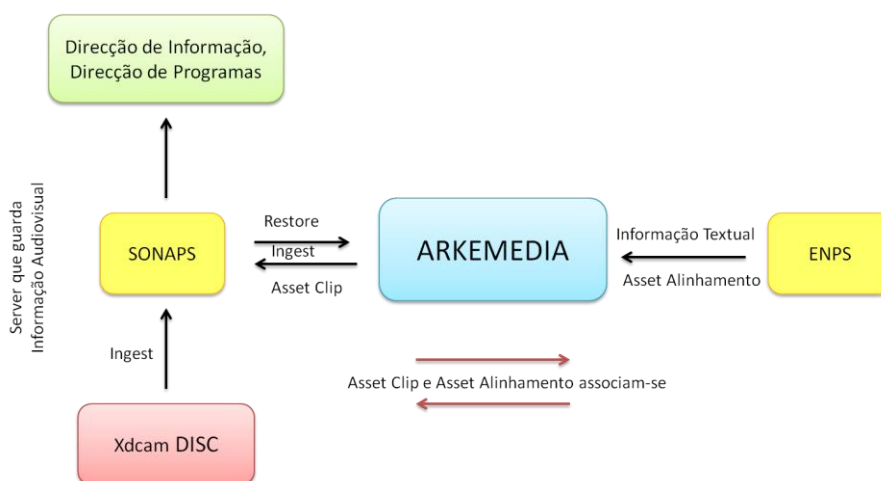 Direcção de Informação,
Direcção de Programas
Server que guarda
Informação Audiovisual
SONAPS
Restore
Ingest
Asset Clip
ARKEMEDIA
Informação Textual
Asset Alinhamento
ENPS
Ingest
Asset Clip e Asset Alinhamento associam-se
Xdcam DISC